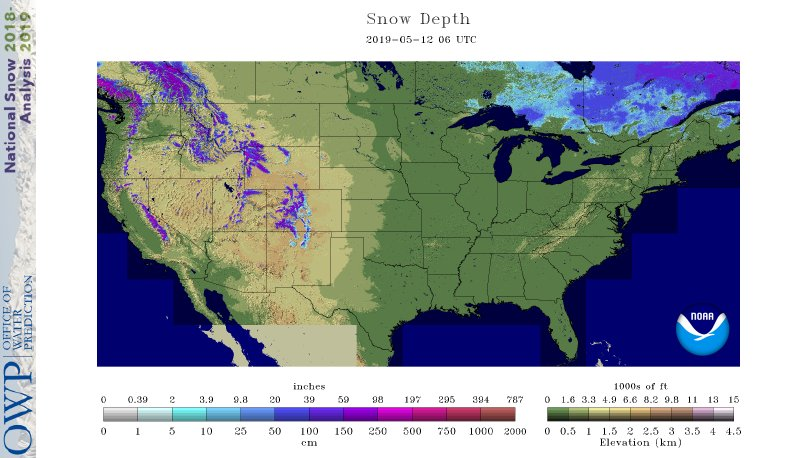 National Snow 2018-
Analysis 2019
OWP
OFFICE OF
WATER
PREDICTION
Snow Depth
2019-05-12 06 UTC
NOAA
inches
0 0.39 2 3.9 9.8 20 39 59 98 197 295 394 787
0 1 5 10 25 50 100 150 250 500 750 1000 2000
cm
1000s of ft
0 1.6 3.3 4.9 6.6 8.2 9.8 11 13 15
0 0.5 1 1.5 2 2.5 3 3.5 4 4.5
Elevation (km)